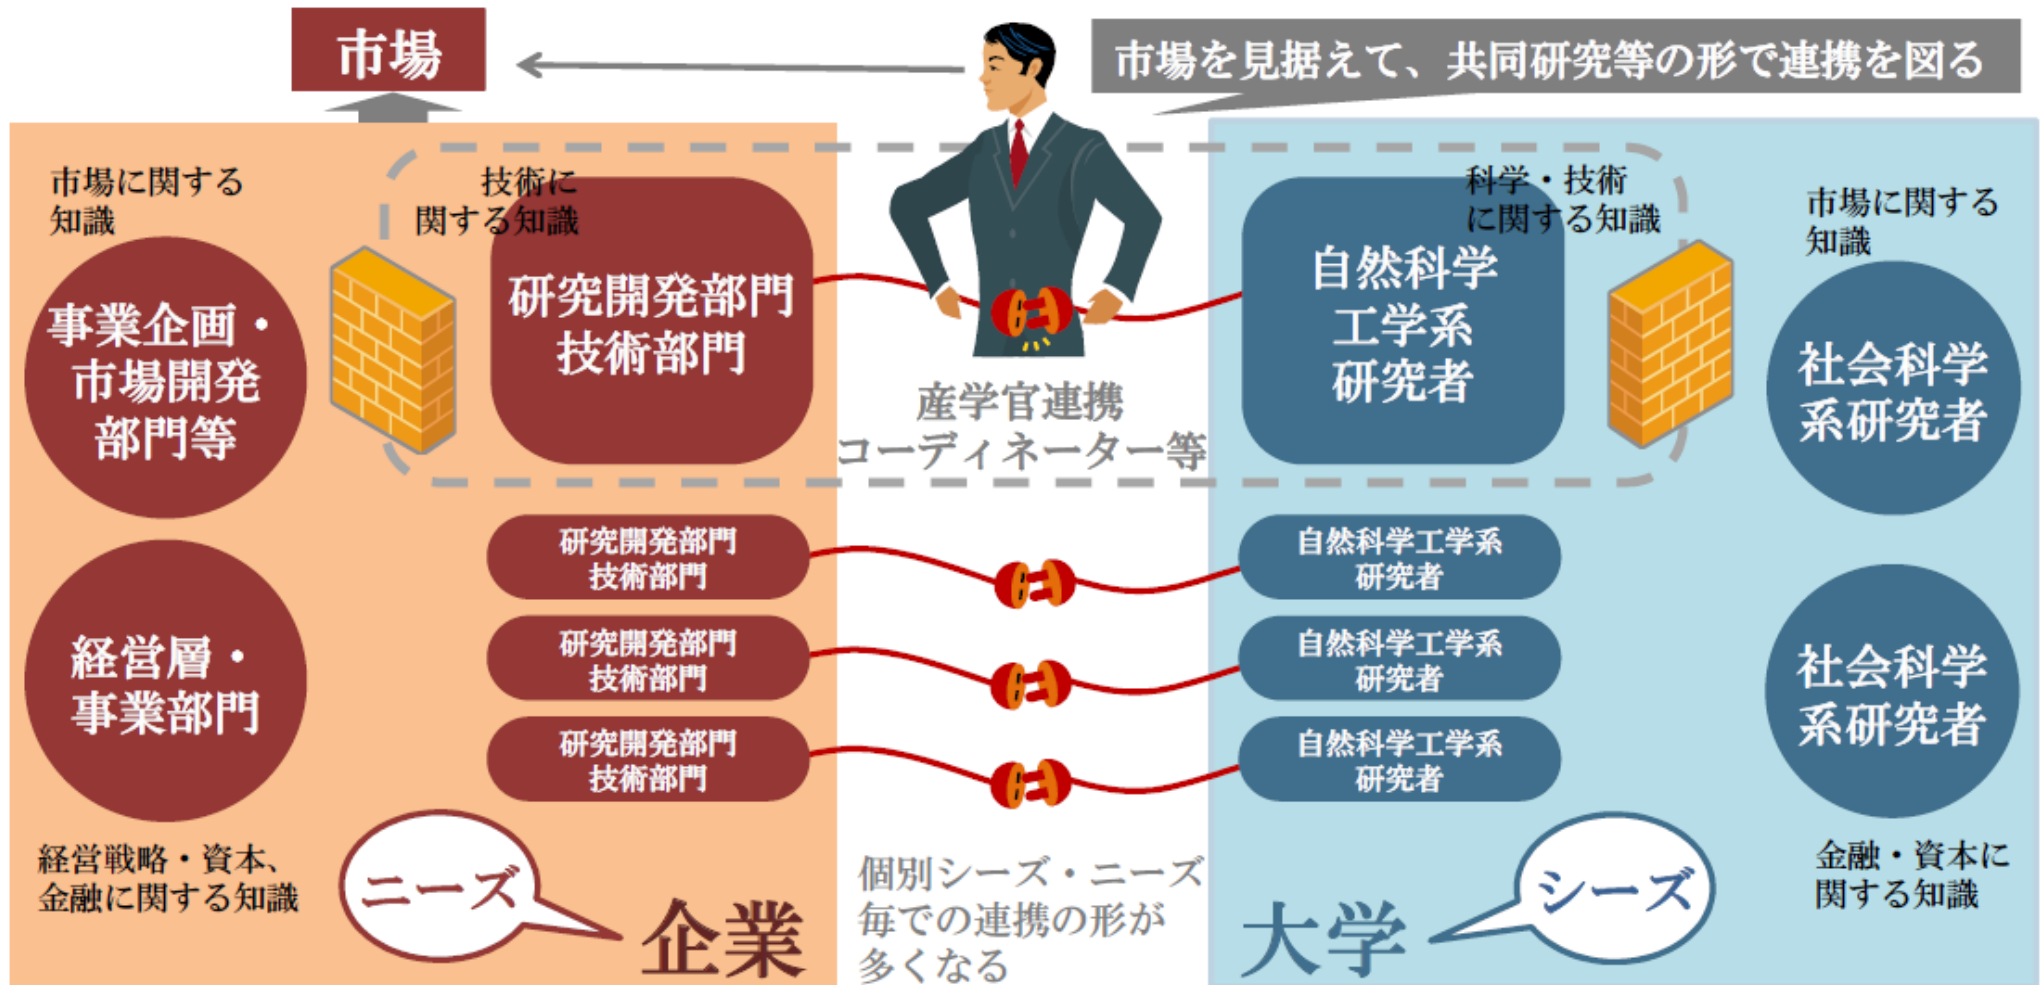 市場
市場を見据えて、共同研究等の形で連携を図る
市場に関する
知識
技術に
関する知識
科学・技術
に関する知識
市場に関する
知識
事業企画・
市場開発
部門等
研究開発部門
技術部門
自然科学
工学系
研究者
社会科学
系研究者
産学官連携
コーディネーター等
経営層・
事業部門
研究開発部門
技術部門
自然科学工学系
研究者
研究開発部門
技術部門
自然科学工学系
研究者
研究開発部門
技術部門
自然科学工学系
研究者
社会科学
系研究者
経営戦略・資本、
金融に関する知識
ニーズ
企業
個別シーズ・ニーズ
毎での連携の形が
多くなる
大学
シーズ
金融・資本に
関する知識